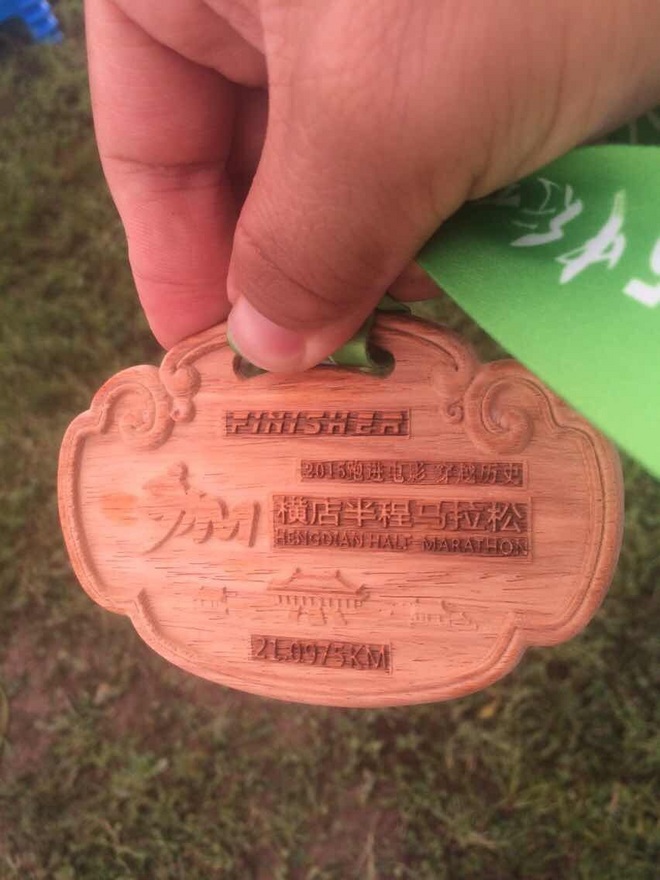 FINISHER
2015跑进电影 穿越历史
横店半程马拉松
HENGDIAN HALF MARATHON
21.0975KM